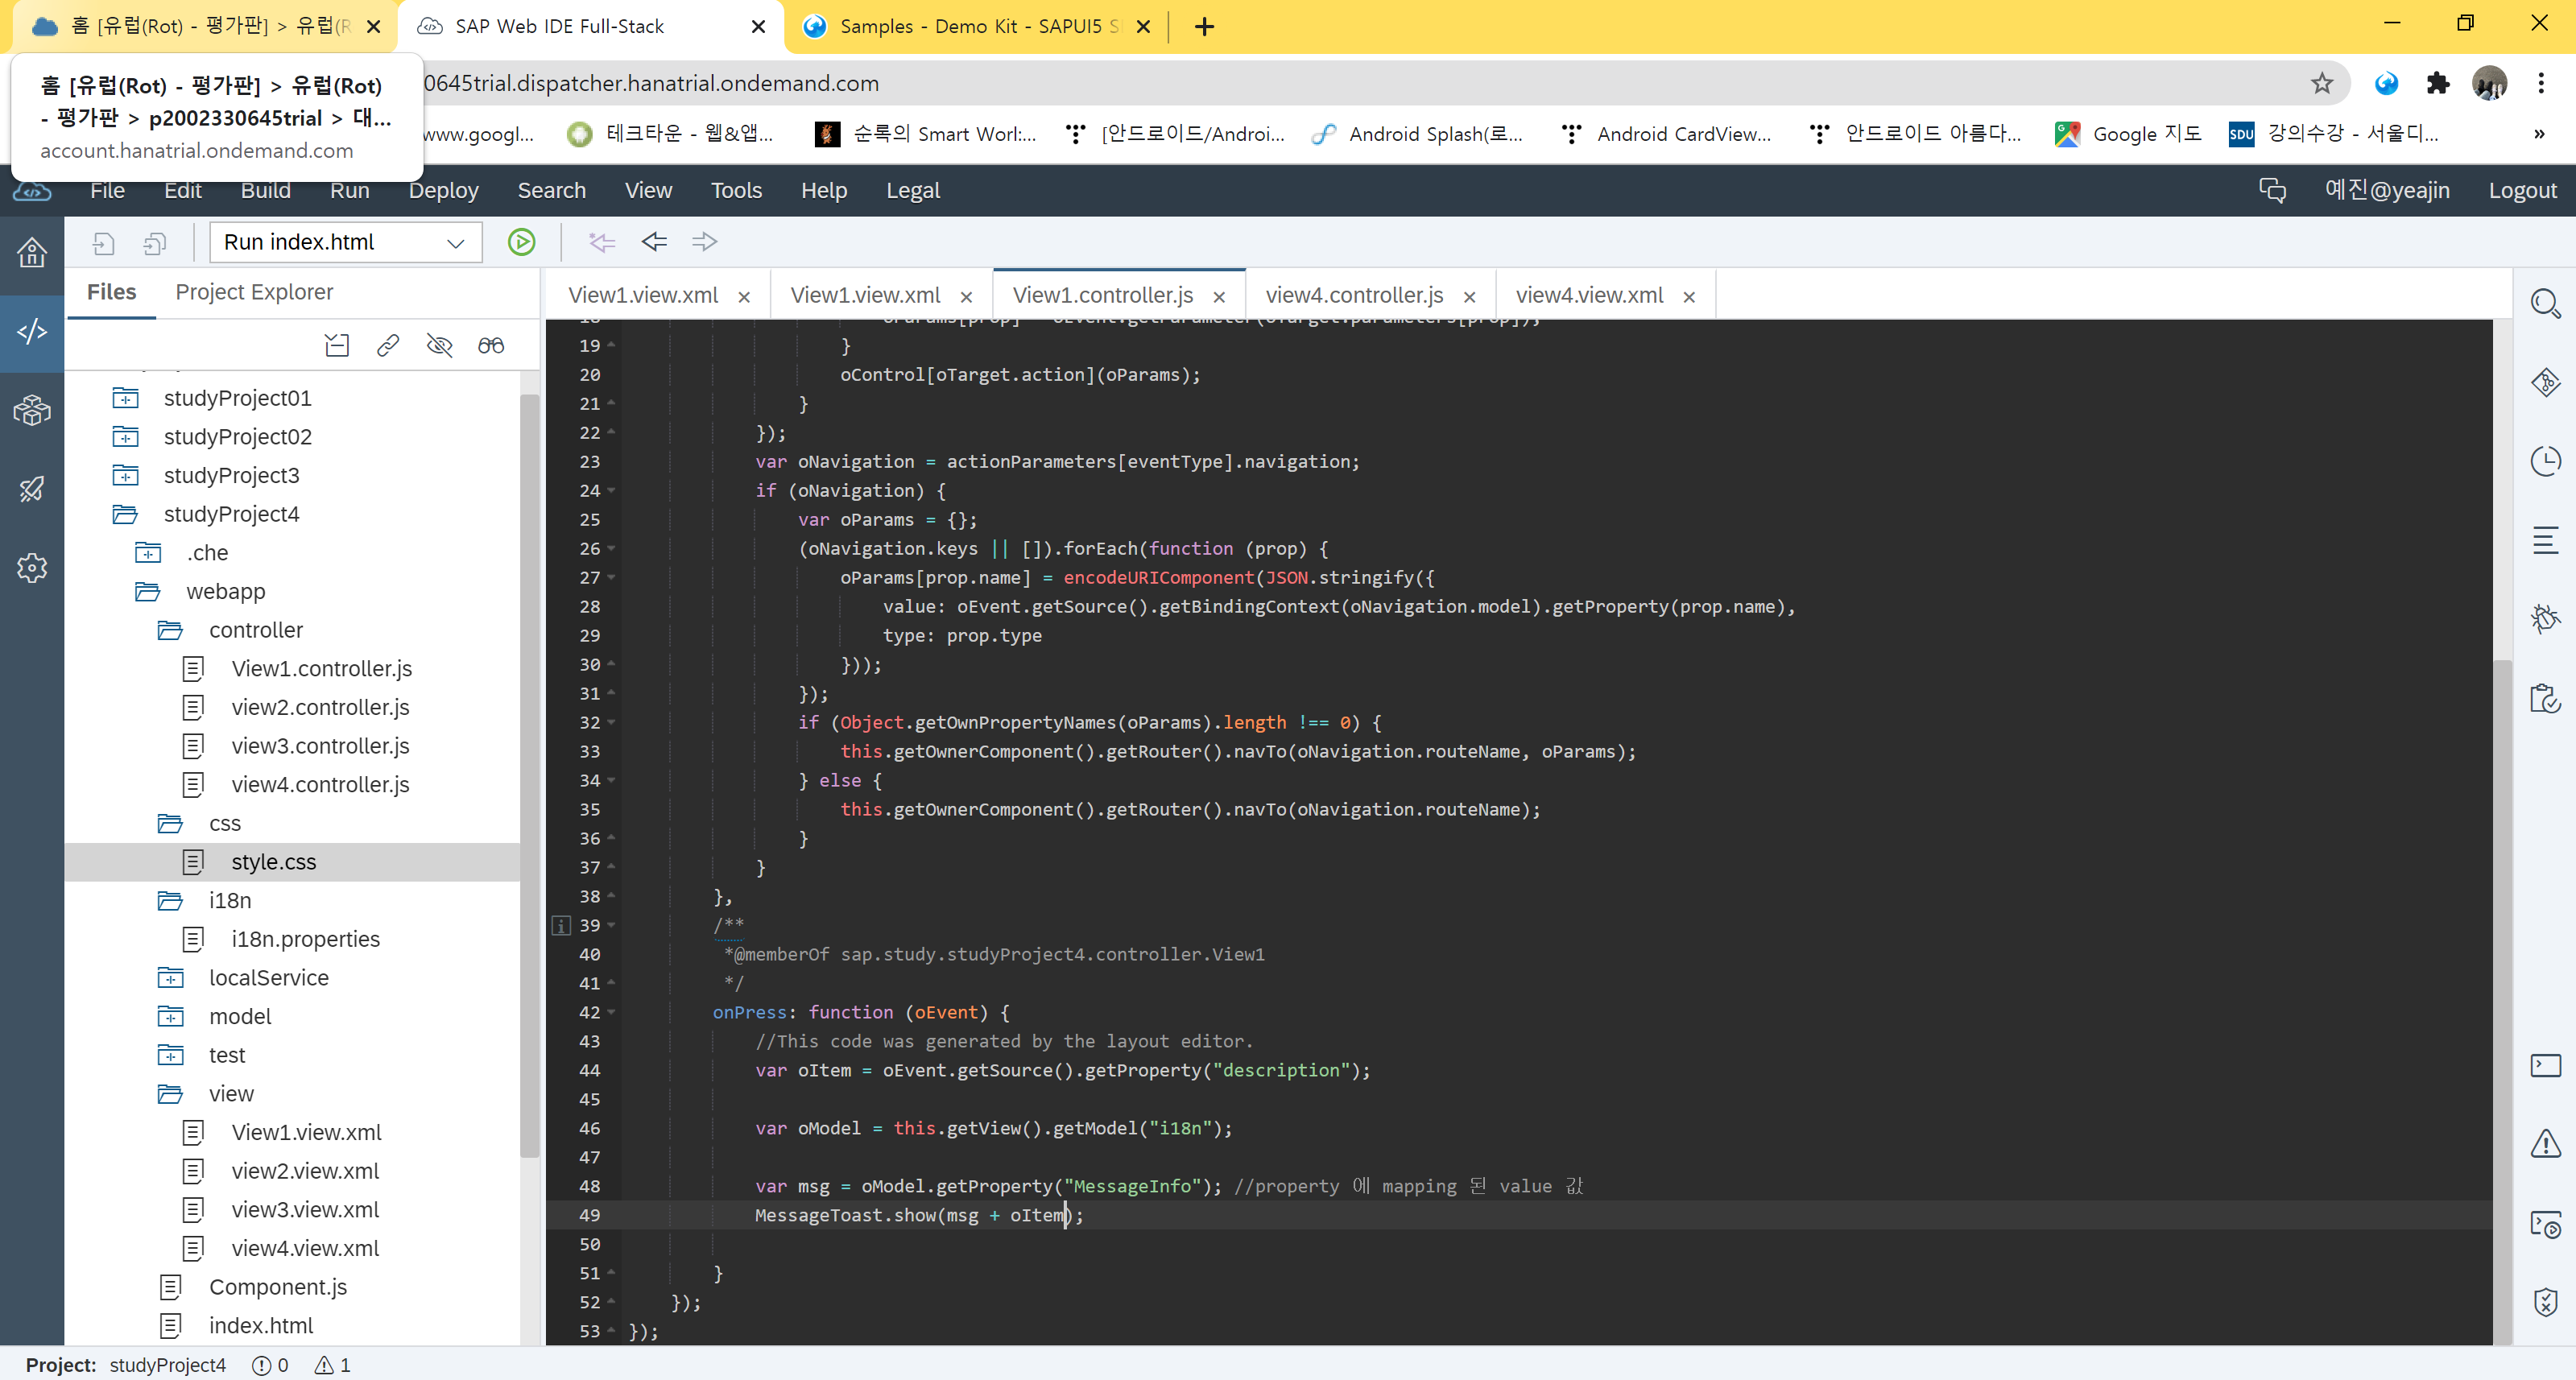 홈 [유럽(Rot) - 평가판] > 유럽(R
SAP Web IDE Full-Stack
Samples - Demo Kit - SAPUI5 S
홈 [유럽(Rot) - 평가판] > 유럽(Rot)
- 평가판 > p2002330645trial > 대...
account.hanatrial.ondemand.com
0645trial.dispatcher.hanatrial.ondemand.com
www.googl...
테크타운 - 웹&앱...
순록의 Smart Worl:...
[안드로이드/Androi...
Android Splash(로...
Android CardView...
안드로이드 아름다...
Google 지도
SDU
강의수강 - 서울디...
»
File
Edit
Build
Run
Deploy
Search
View
Tools
Help
Legal
예진@yeajin
Logout
Run index.html
Files
Project Explorer
View1.view.xml
View1.view.xml
View1.controller.js
view4.controller.js
view4.view.xml
studyProject01
studyProject02
studyProject3
studyProject4
.che
webapp
controller
View1.controller.js
view2.controller.js
view3.controller.js
view4.controller.js
css
style.css
i18n
i18n.properties
localService
model
test
view
View1.view.xml
view2.view.xml
view3.view.xml
view4.view.xml
Component.js
index.html
18 oParams[prop] = oEvent.getParameter(oTarget.parameters[prop]);
19 }
20 oControl[oTarget.action](oParams);
21 }
22 });
23 var oNavigation = actionParameters[eventType].navigation;
24 if (oNavigation) {
25 var oParams = {};
26 (oNavigation.keys || []).forEach(function (prop) {
27 oParams[prop.name] = encodeURIComponent(JSON.stringify({
28 value: oEvent.getSource().getBindingContext(oNavigation.model).getProperty(prop.name),
29 type: prop.type
30 }));
31 });
32 if (Object.getOwnPropertyNames(oParams).length !== 0) {
33 this.getOwnerComponent().getRouter().navTo(oNavigation.routeName, oParams);
34 } else {
35 this.getOwnerComponent().getRouter().navTo(oNavigation.routeName);
36 }
37 }
38 },
39 /**
40 *@memberOf sap.study.studyProject4.controller.View1
41 */
42 onPress: function (oEvent) {
43 //This code was generated by the layout editor.
44 var oItem = oEvent.getSource().getProperty("description");
45
46 var oModel = this.getView().getModel("i18n");
47
48 var msg = oModel.getProperty("MessageInfo"); //property 에 mapping 된 value 값
49 MessageToast.show(msg + oItem);
50
51 }
52 });
53 });
Project: studyProject4 0 1